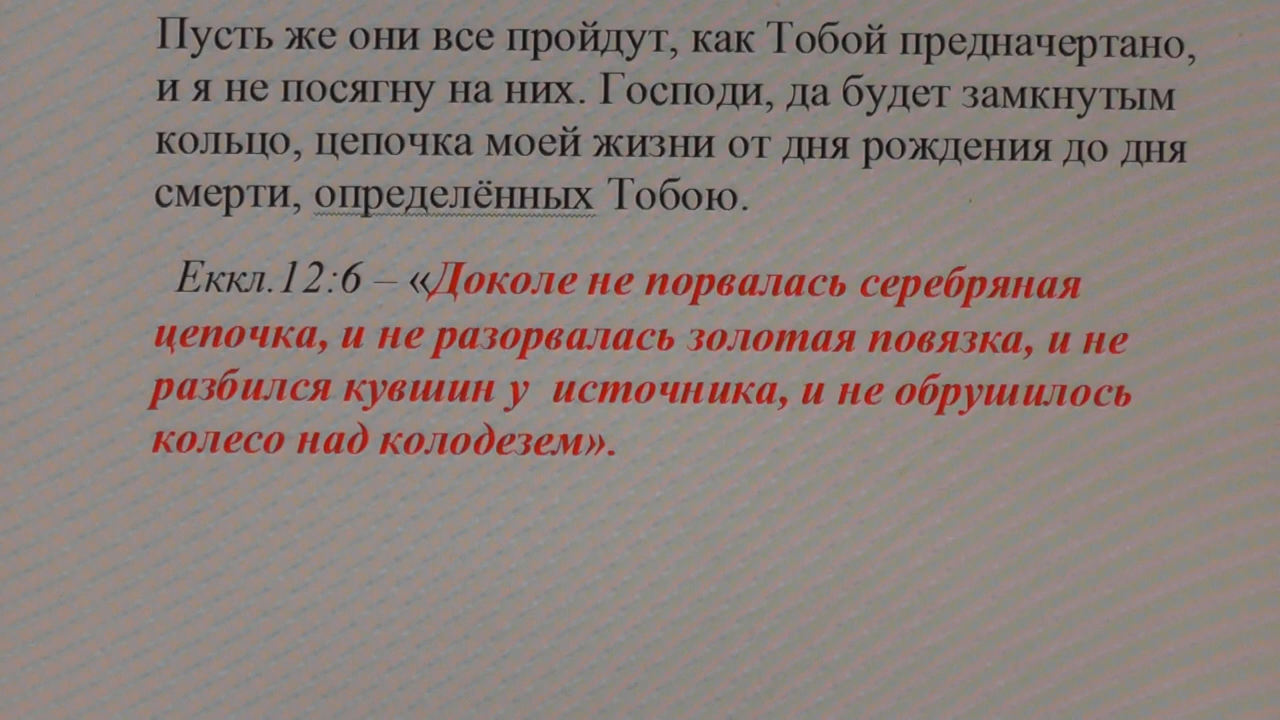 Пусть же они все пройдут, как Тобой предначертано,
и я не посягну на них. Господи, да будет замкнутым
кольцо, цепочка моей жизни от дня рождения до дня
смерти, определённых Тобою.
Еккл.12:6 – «Доколе не порвалась серебряная
цепочка, и не разорвалась золотая повязка, и не
разбился кувшин у источника, и не обрушилось
колесо над колодезем».